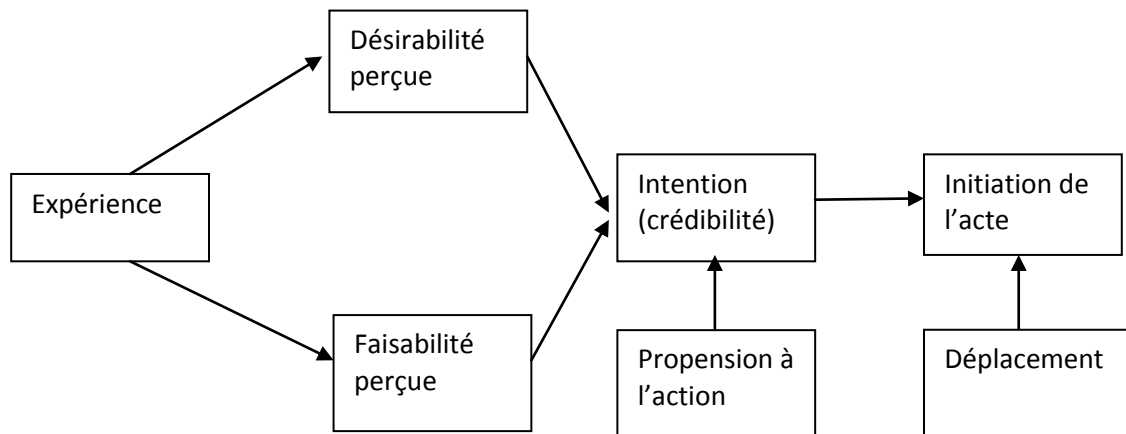 Désirabilité
perçue
Expérience
Intention
(crédibilité)
Initiation de
l’acte
Faisabilité
perçue
Propension à
l’action
Déplacement